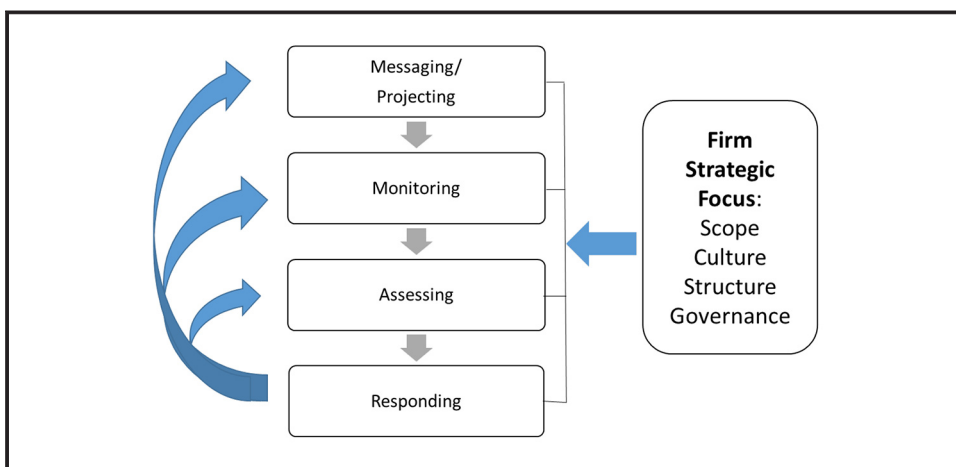 Messaging/
Projecting
Monitoring
Assessing
Responding
Firm
Strategic
Focus:
Scope
Culture
Structure
Governance